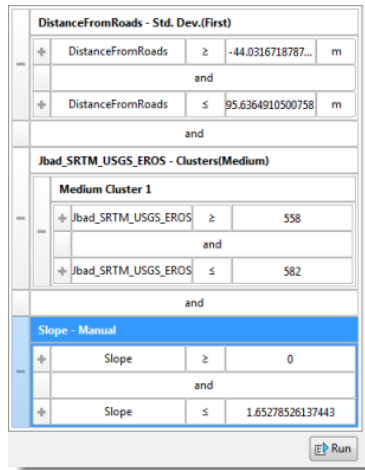 DistanceFromRoads - Std. Dev.(First)
DistanceFromRoads ≥ -44.0316718787... m
and
DistanceFromRoads ≤ 95.6364910500758 m
and
Jbad_SRTM_USGS_EROS - Clusters(Medium)
Medium Cluster 1
Jbad_SRTM_USGS_EROS ≥ 558
and
Jbad_SRTM_USGS_EROS ≤ 582
and
Slope - Manual
Slope ≥ 0
and
Slope ≤ 1.65278526137443
Run